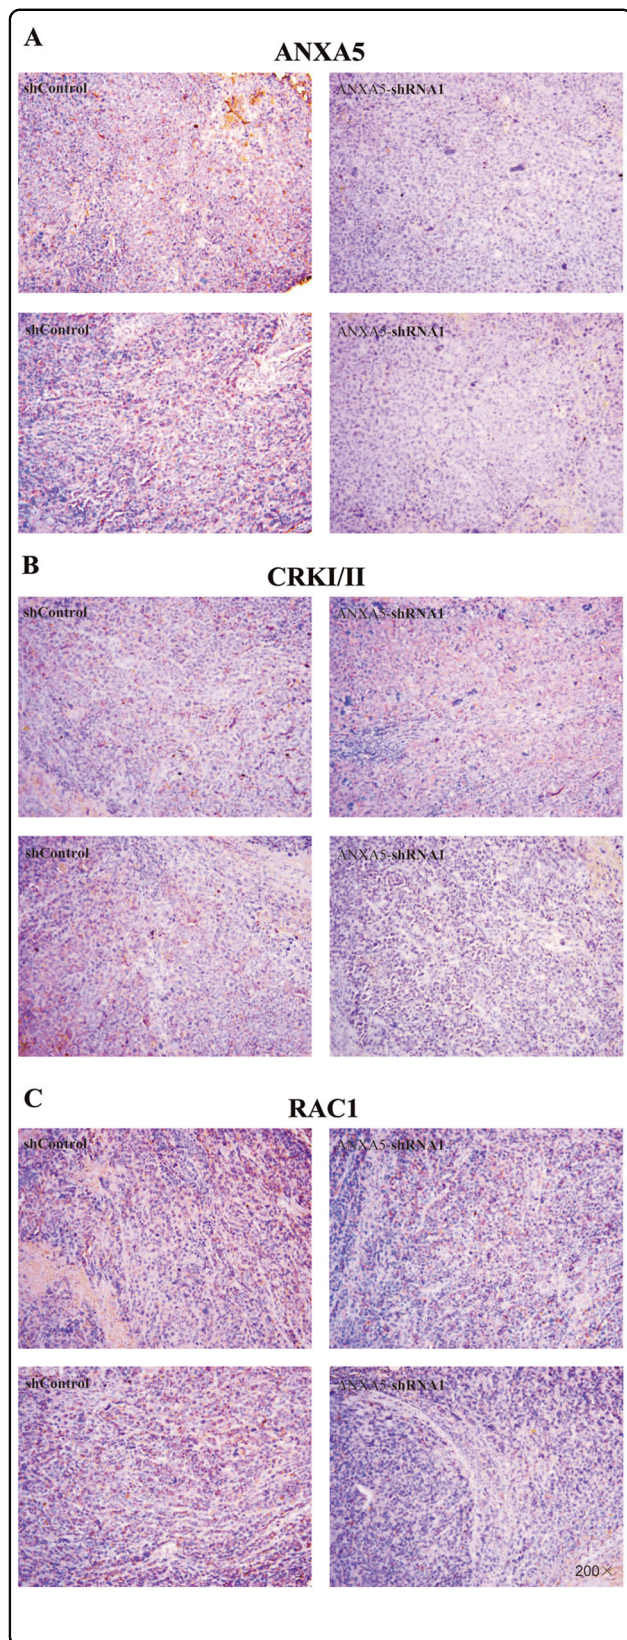 A
ANXA5
shControl
ANXA5-shRNA1
shControl
ANXA5-shRNA1
B
CRKI/II
shControl
ANXA5-shRNA1
shControl
ANXA5-shRNA1
C
RAC1
shControl
ANXA5-shRNA1
shControl
ANXA5-shRNA1
200×